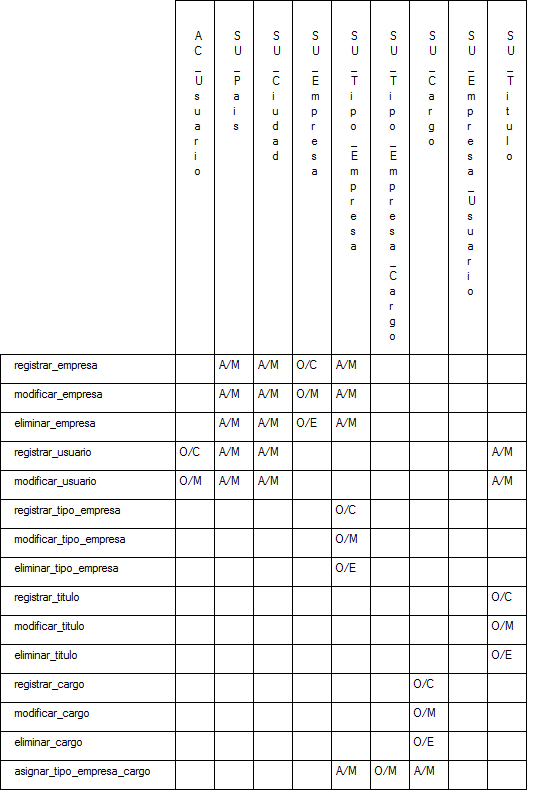 AC_Usuario SU_Pais SU_Ciudad SU_Empresa SU_Tipo_Empresa SU_Tipo_Empresa_Cargo SU_Cargo SU_Empresa_Usuario SU_Titulo
registrar_empresa A/M A/M O/C A/M
modificar_empresa A/M A/M O/M A/M
eliminar_empresa A/M A/M O/E A/M
registrar_usuario O/C A/M A/M A/M
modificar_usuario O/M A/M A/M A/M
registrar_tipo_empresa O/C
modificar_tipo_empresa O/M
eliminar_tipo_empresa O/E
registrar_titulo O/C
modificar_titulo O/M
eliminar_titulo O/E
registrar_cargo O/C
modificar_cargo O/M
eliminar_cargo O/E
asignar_tipo_empresa_cargo A/M O/M A/M